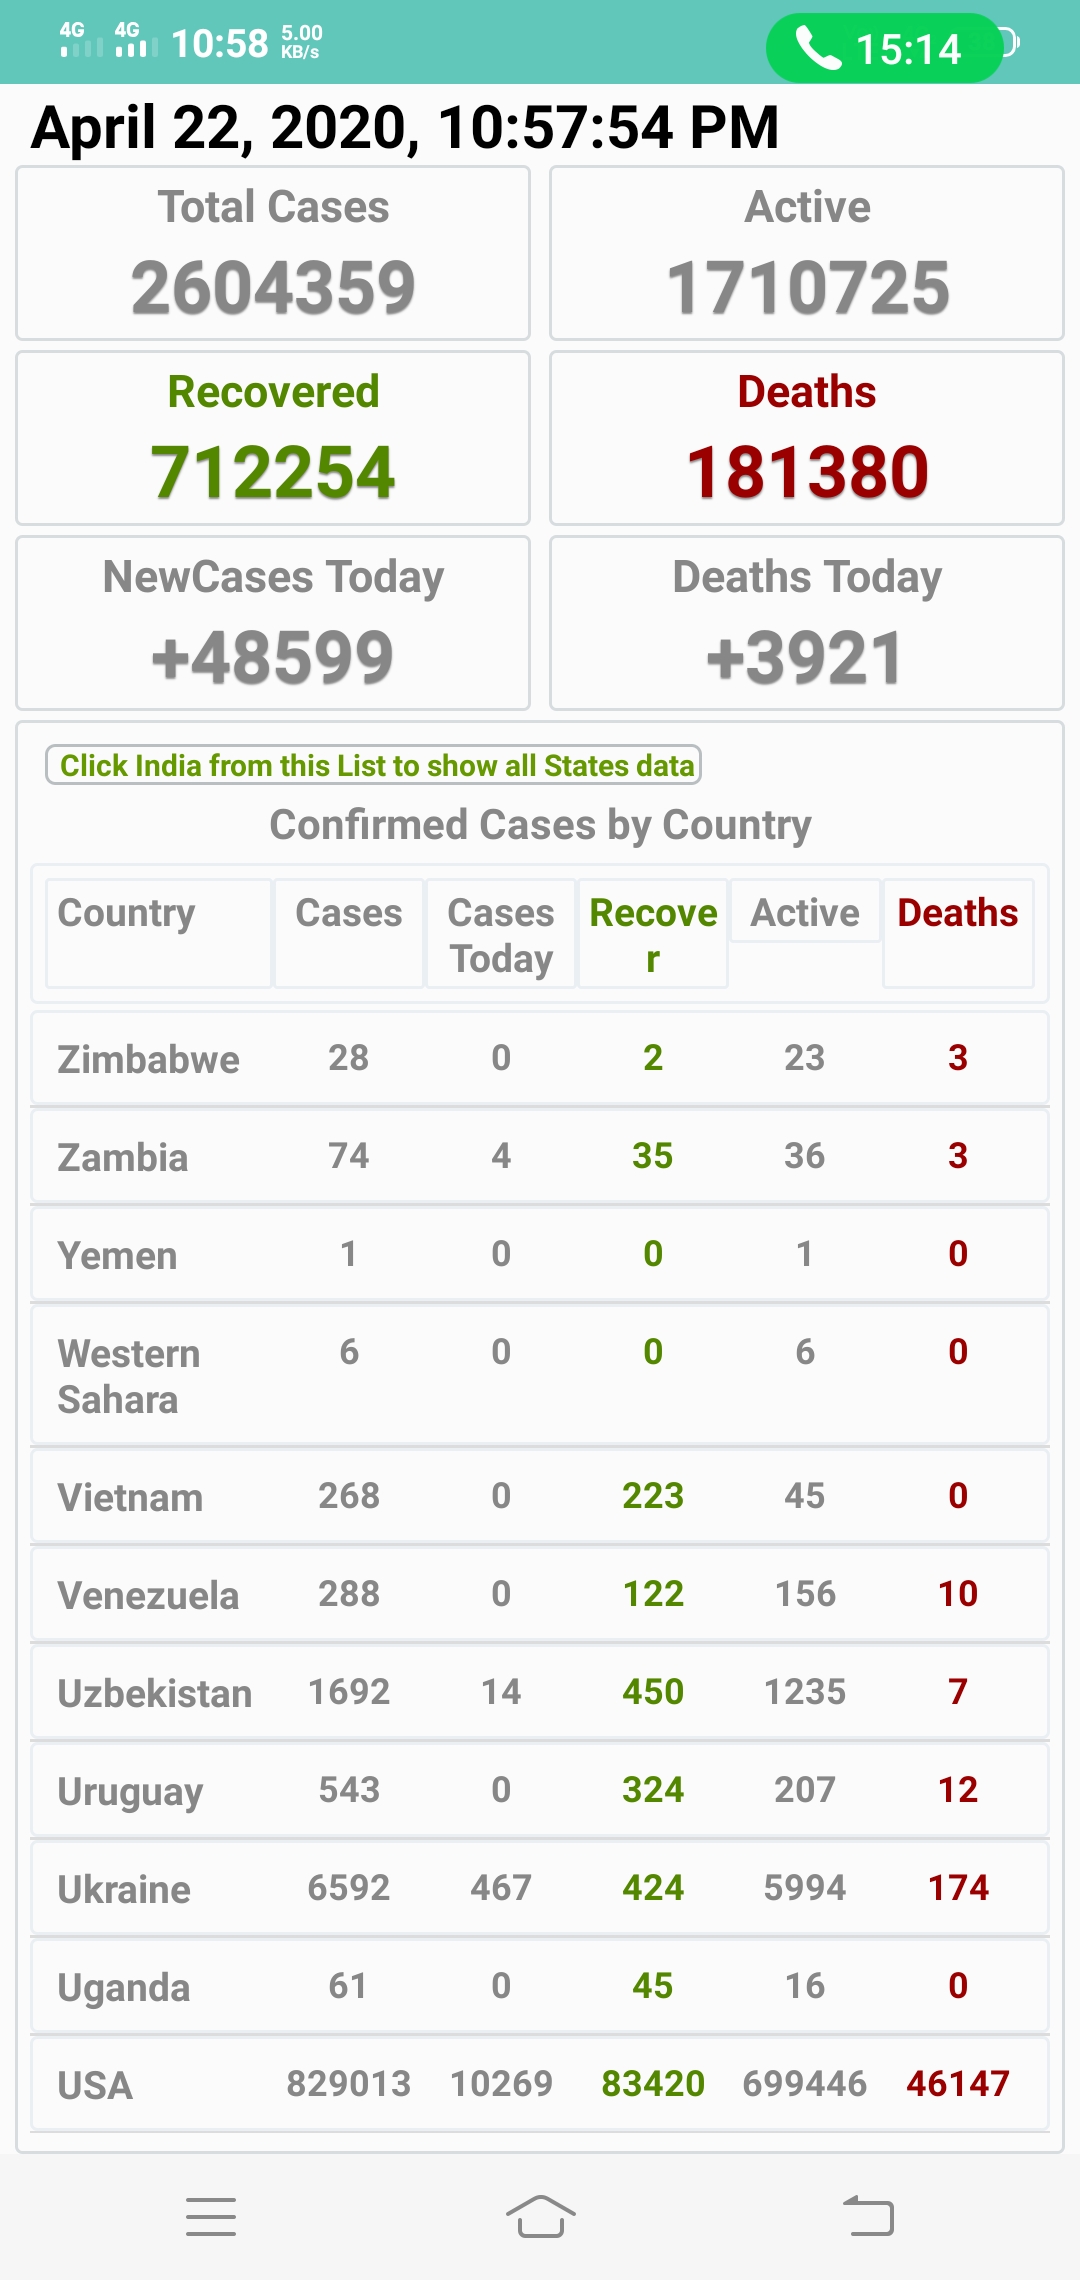 4G 4G 10:58 5.00 KB/s 15:14
April 22, 2020, 10:57:54 PM
Total Cases Active
2604359 1710725
Recovered Deaths
712254 181380
NewCases Today Deaths Today
+48599 +3921
Click India from this List to show all States data
Confirmed Cases by Country
Country Cases Cases Recove Active Deaths
Today r
Zimbabwe 28 0 2 23 3
Zambia 74 4 35 36 3
Yemen 1 0 0 1 0
Western 6 0 0 6 0
Sahara
Vietnam 268 0 223 45 0
Venezuela 288 0 122 156 10
Uzbekistan 1692 14 450 1235 7
Uruguay 543 0 324 207 12
Ukraine 6592 467 424 5994 174
Uganda 61 0 45 16 0
USA 829013 10269 83420 699446 46147